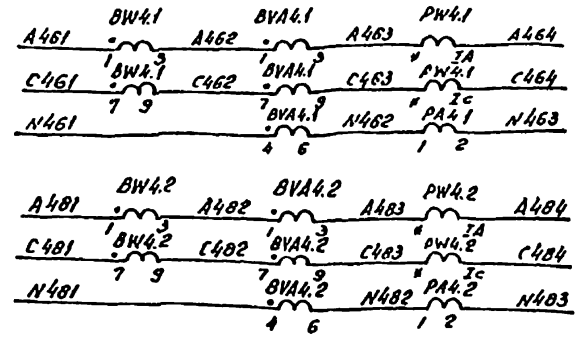 BW4.1 BVA4.1 PW4.1
A461 1 3 A462 1 3 A463 * IA A464
C461 BW4.1 C462 BVA4.1 C463 PW4.1 C464
7 9 7 9 * Ic
N461 BVA4.1 N462 PA4.1 N463
4 6 1 2
BW4.2 BVA4.2 PW4.2
A481 1 3 A482 1 3 A483 * IA A484
C481 BW4.2 C482 BVA4.2 C483 PW4.2 C484
7 9 7 9 * Ic
N481 BVA4.2 N482 PA4.2 N483
4 6 1 2